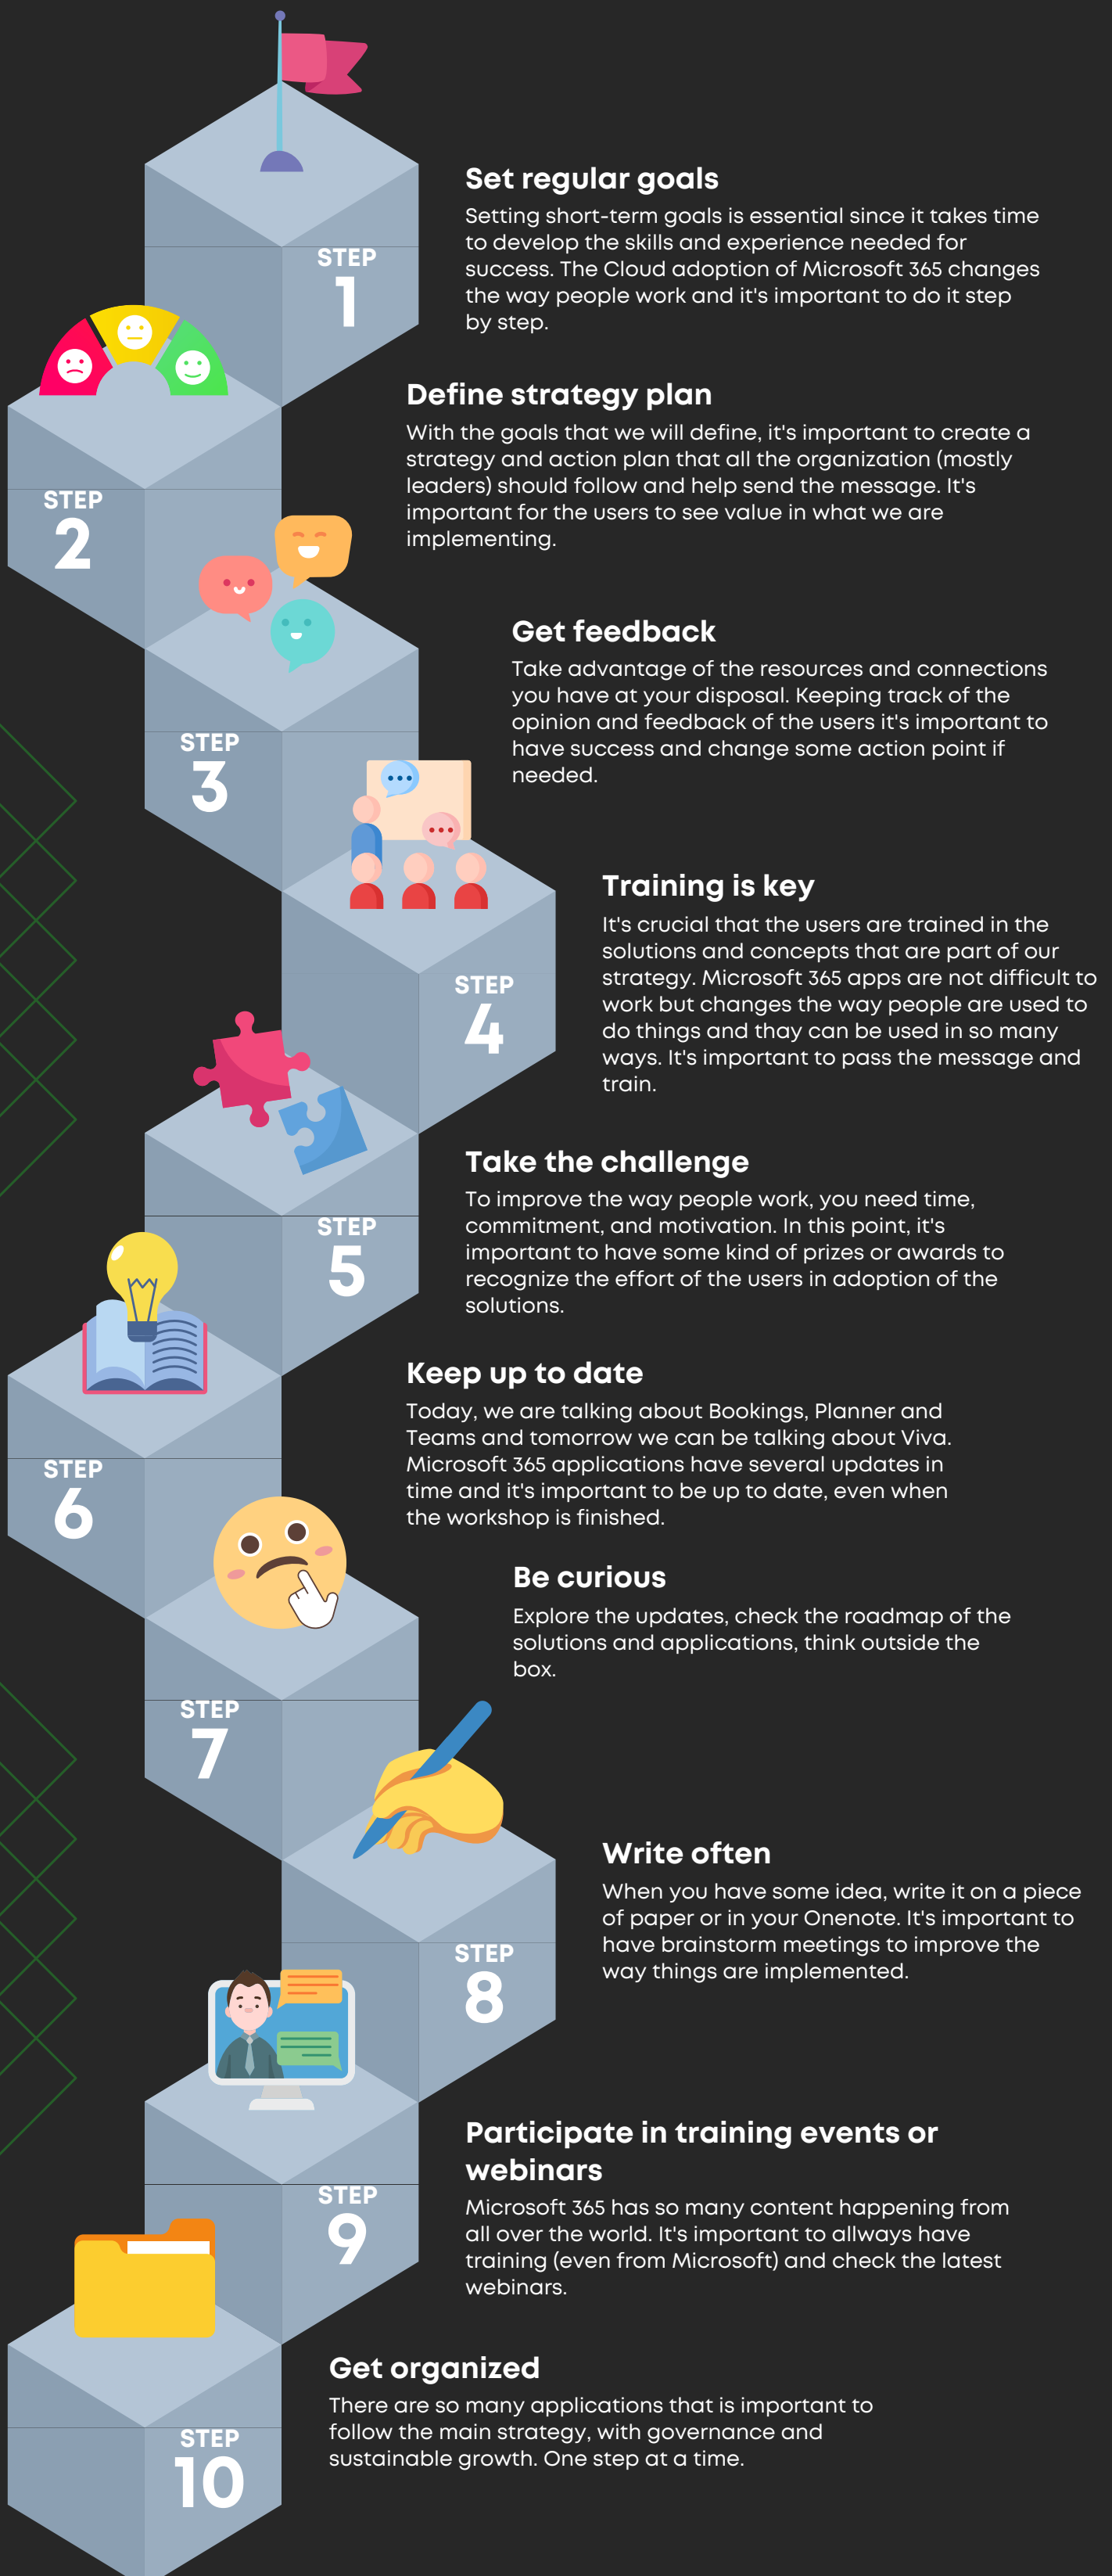 Set regular goals
Setting short-term goals is essential since it takes time
to develop the skills and experience needed for
success. The Cloud adoption of Microsoft 365 changes
the way people work and it's important to do it step
by step.
STEP
1
Define strategy plan
With the goals that we will define, it's important to create a
strategy and action plan that all the organization (mostly
leaders) should follow and help send the message. It's
important for the users to see value in what we are
implementing.
STEP
2
Get feedback
Take advantage of the resources and connections
you have at your disposal. Keeping track of the
opinion and feedback of the users it's important to
have success and change some action point if
needed.
STEP
3
Training is key
It's crucial that the users are trained in the
solutions and concepts that are part of our
strategy. Microsoft 365 apps are not difficult to
work but changes the way people are used to
do things and thay can be used in so many
ways. It's important to pass the message and
train.
STEP
4
Take the challenge
To improve the way people work, you need time,
commitment, and motivation. In this point, it's
important to have some kind of prizes or awards to
recognize the effort of the users in adoption of the
solutions.
STEP
5
Keep up to date
Today, we are talking about Bookings, Planner and
Teams and tomorrow we can be talking about Viva.
Microsoft 365 applications have several updates in
time and it's important to be up to date, even when
the workshop is finished.
STEP
6
Be curious
Explore the updates, check the roadmap of the
solutions and applications, think outside the
box.
STEP
7
Write often
When you have some idea, write it on a piece
of paper or in your Onenote. It's important to
have brainstorm meetings to improve the
way things are implemented.
STEP
8
Participate in training events or
webinars
Microsoft 365 has so many content happening from
all over the world. It's important to allways have
training (even from Microsoft) and check the latest
webinars.
STEP
9
Get organized
There are so many applications that is important to
follow the main strategy, with governance and
sustainable growth. One step at a time.
STEP
10